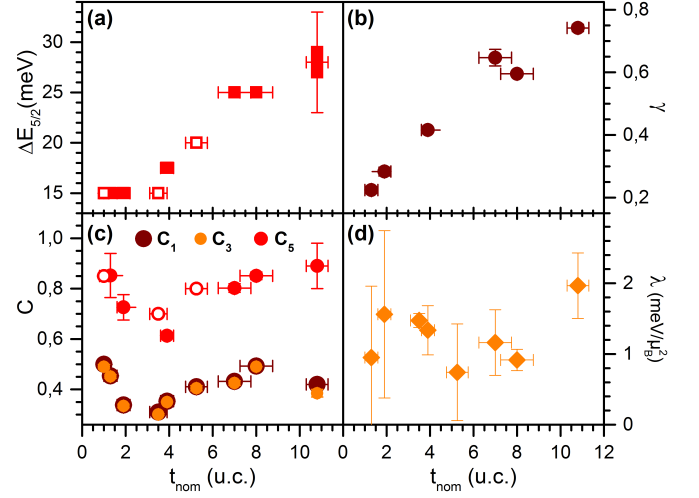 (a)
35
30
25
20
15
ΔE5/2(meV)
(b)
0,8
0,6
0,4
0,2
γ
(c)
C1 C3 C5
1,0
0,8
0,6
0,4
C
0 2 4 6 8 10
tnom (u.c.)
(d)
2
1
0
λ (meV/μB2)
0 2 4 6 8 10 12
tnom (u.c.)